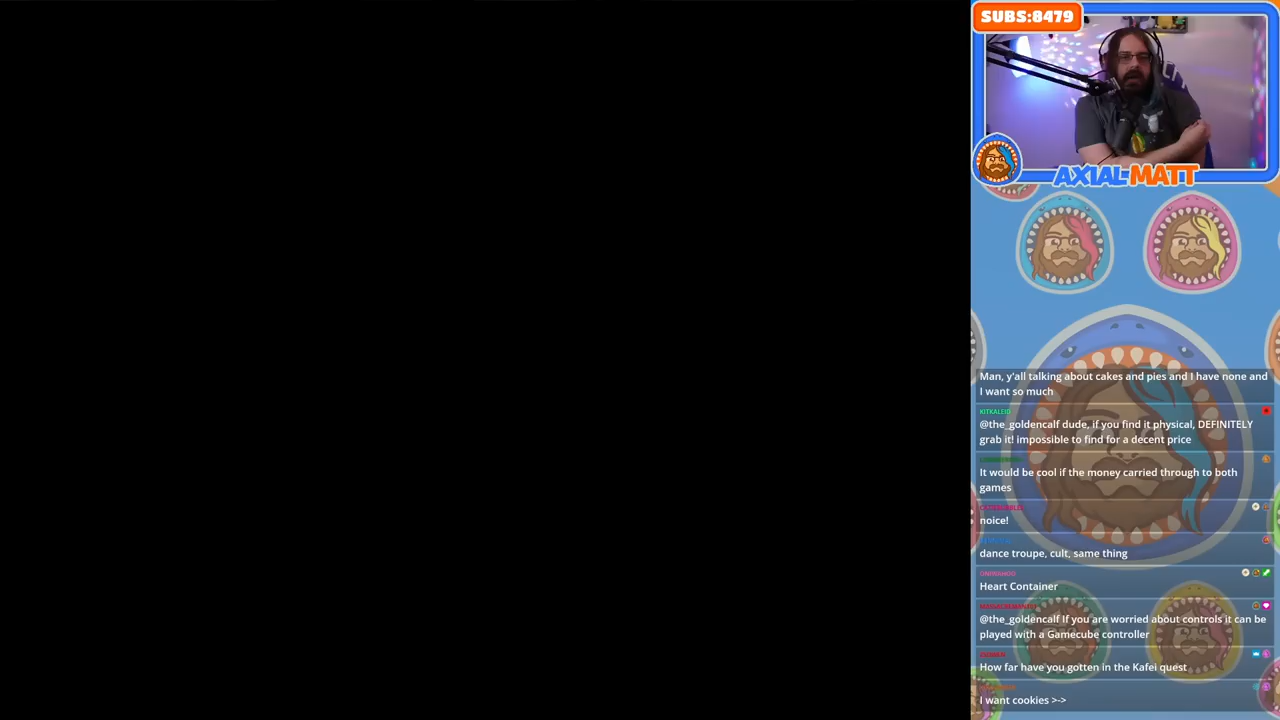 SUBS:8479
AXIAL MATT
Man, y'all talking about cakes and pies and I have none and
I want so much
KITKALEID
@the_goldencalf dude, if you find it physical, DEFINITELY
grab it! impossible to find for a decent price
It would be cool if the money carried through to both
games
noice!
dance troupe, cult, same thing
Heart Container
@the_goldencalf If you are worried about controls it can be
played with a Gamecube controller
How far have you gotten in the Kafei quest
I want cookies >->